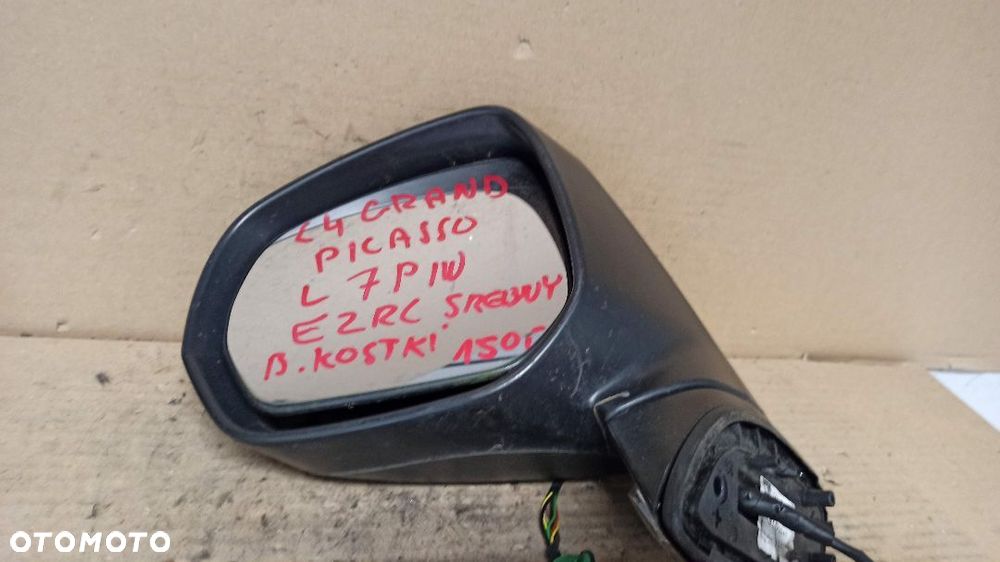 C4 GRAND
PICASSO
L 7PIN
EZRC SREBNY
B.KOSTKI 150
OTOMOTO